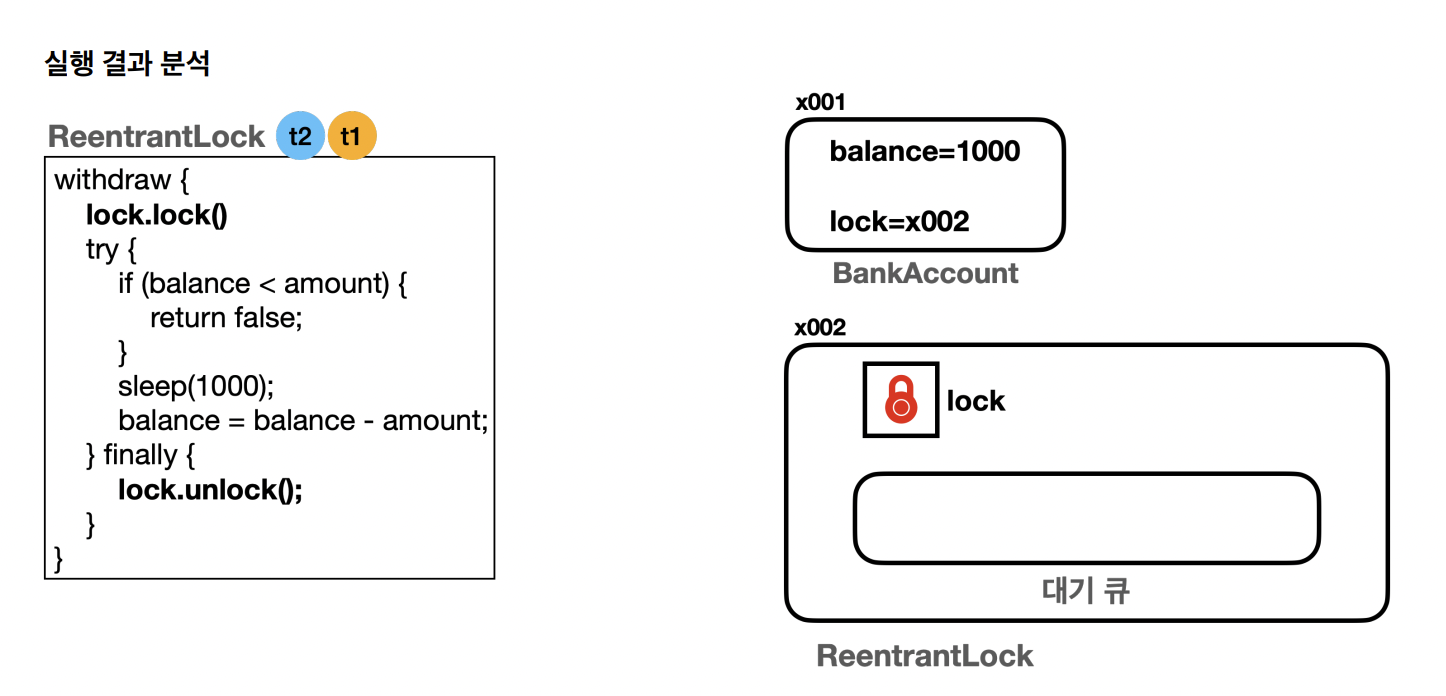 실행 결과 분석
ReentrantLock t2 t1
withdraw {
lock.lock()
try {
if (balance < amount) {
return false;
}
sleep(1000);
balance = balance - amount;
} finally {
lock.unlock();
}
}
x001
balance=1000
lock=x002
BankAccount
x002
lock
대기 큐
ReentrantLock